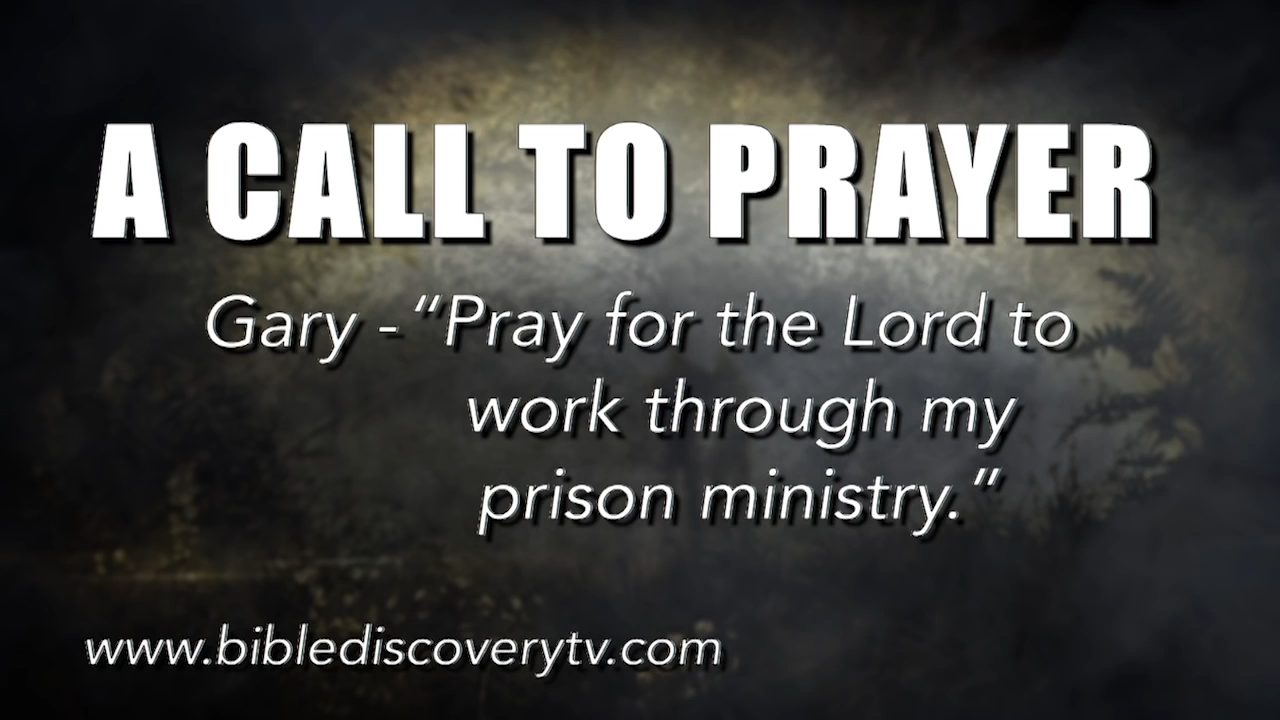 A CALL TO PRAYER
Gary - “Pray for the Lord to
work through my
prison ministry.”
www.biblediscoverytv.com